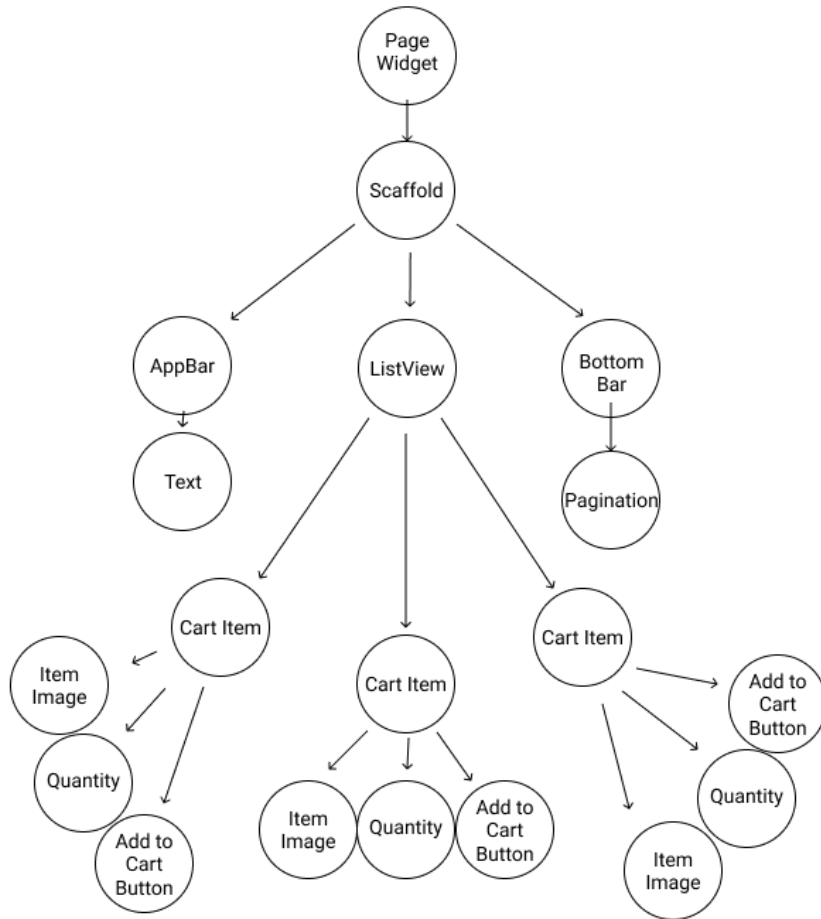 Page
Widget
Scaffold
AppBar
ListView
Bottom
Bar
Text
Pagination
Cart Item
Cart Item
Cart Item
Item
Image
Quantity
Add to
Cart
Button
Item
Image
Quantity
Add to
Cart
Button
Add to
Cart
Button
Quantity
Item
Image